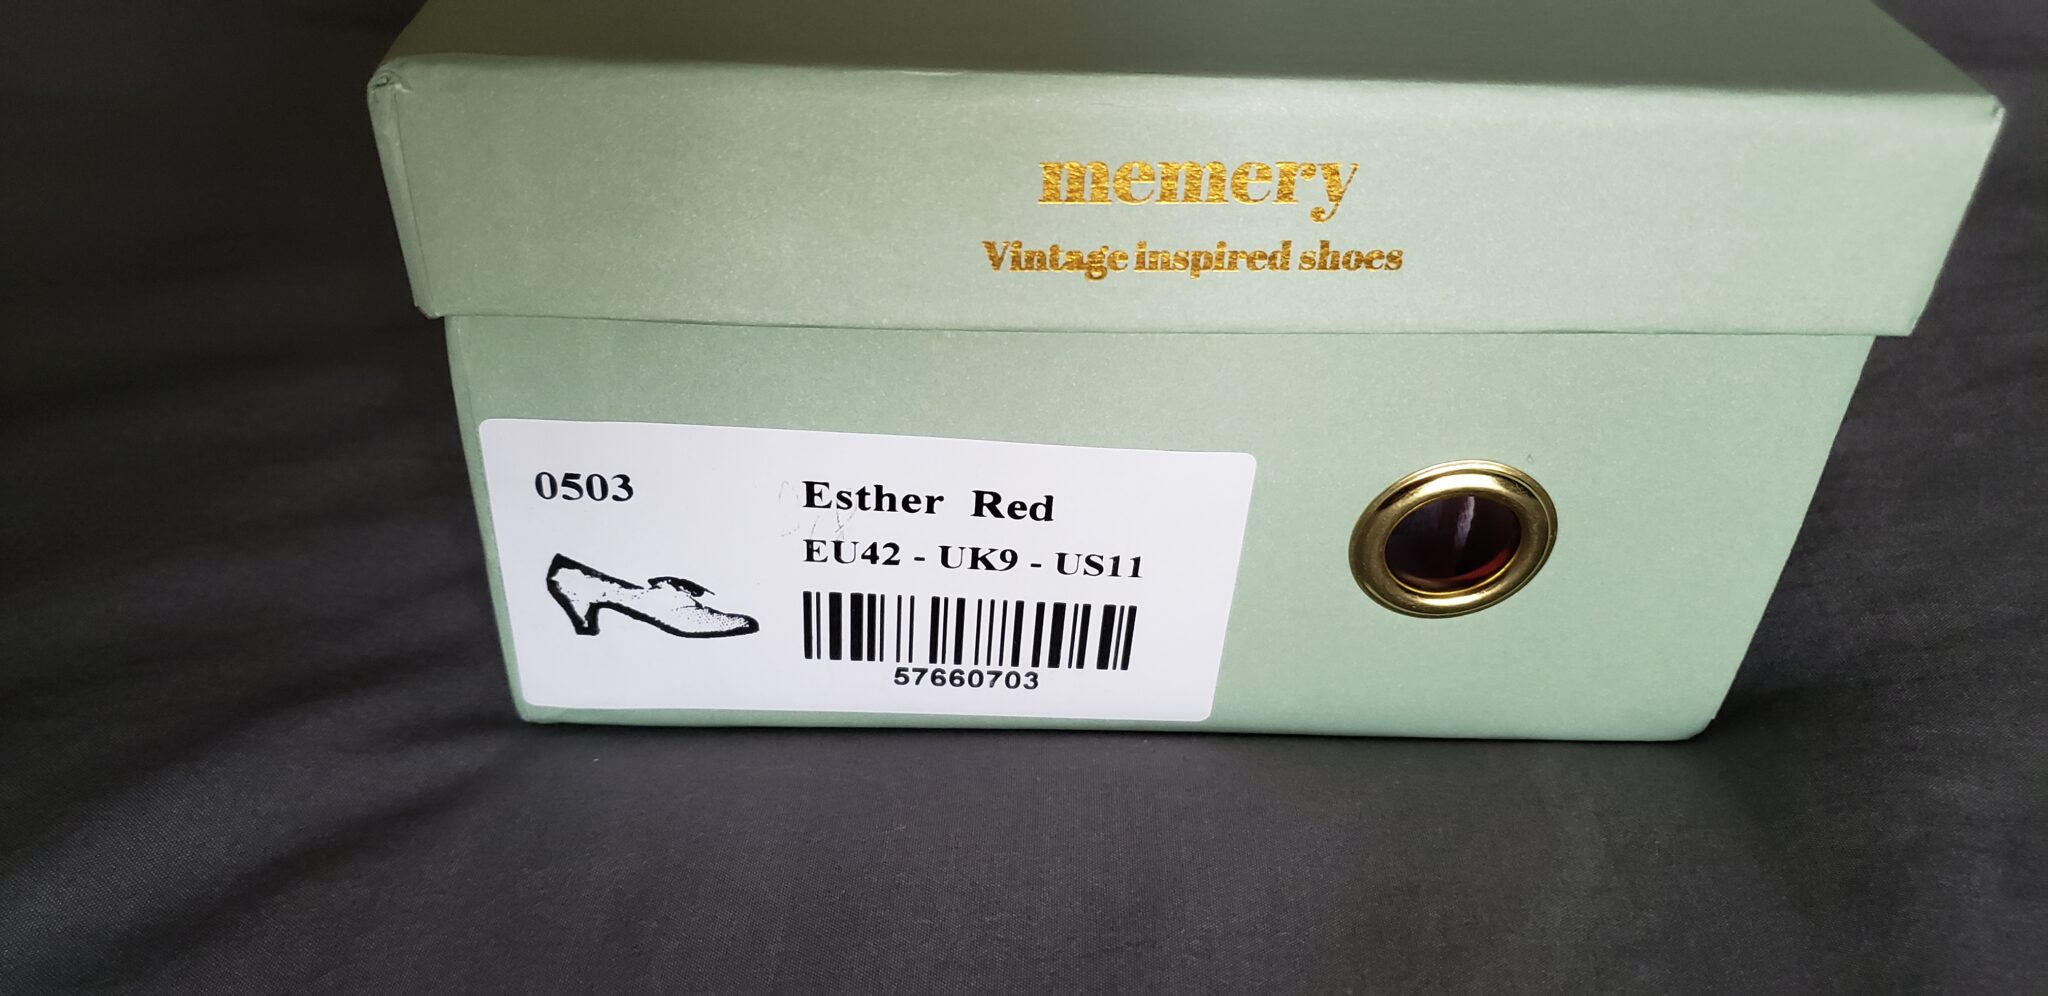 memery
Vintage inspired shoes
0503
Esther Red
EU42 - UK9 - US11
57660703